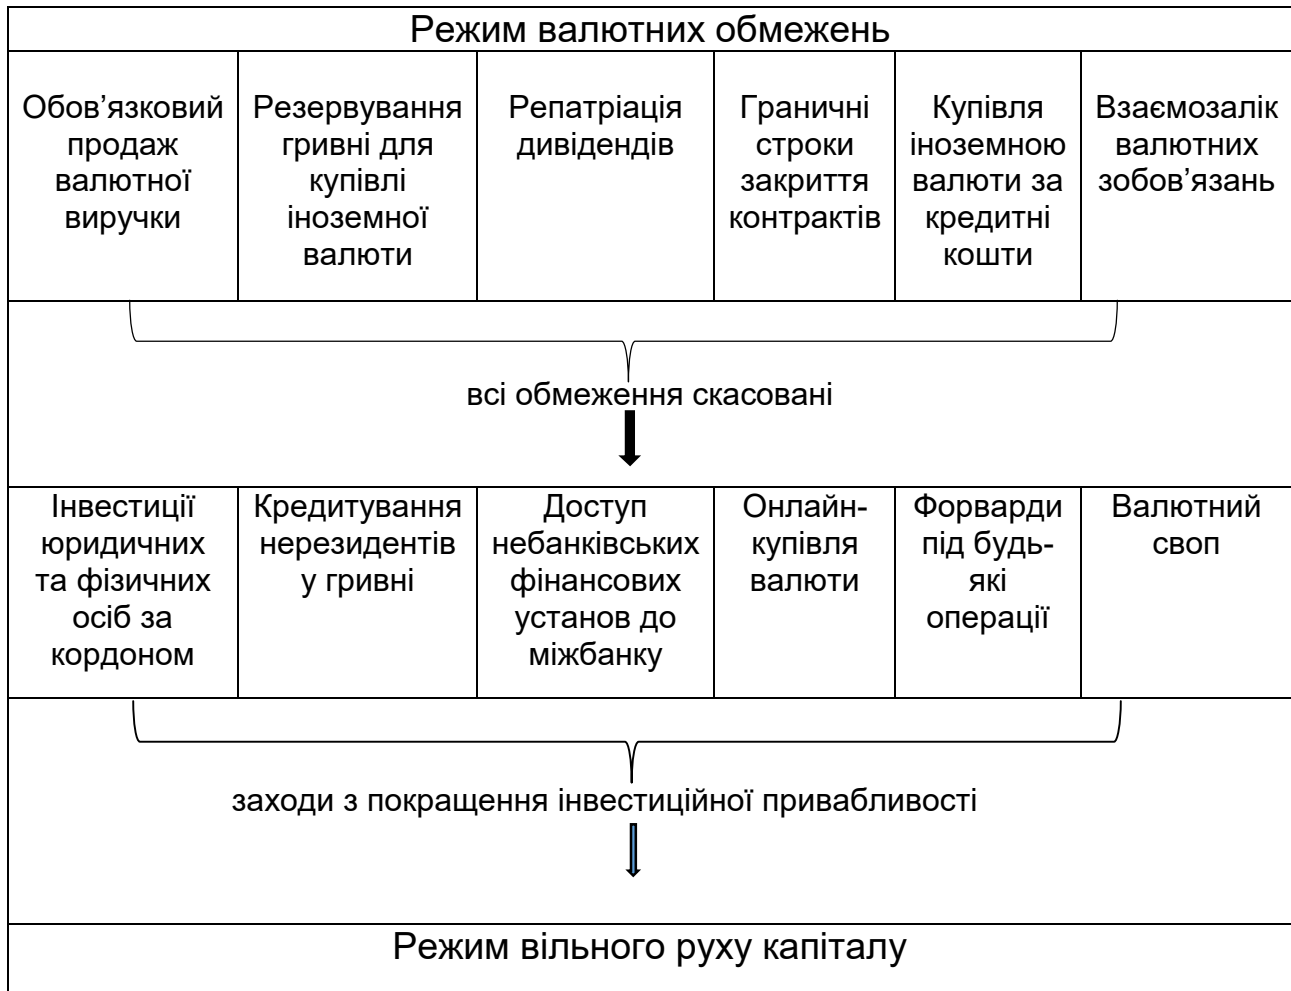 Режим валютних обмежень
Обов’язковий
продаж
валютної
виручки
Резервування
гривні для
купівлі
іноземної
валюти
Репатріація
дивідендів
Граничні
строки
закриття
контрактів
Купівля
іноземною
валюти за
кредитні
кошти
Взаємозалік
валютних
зобов’язань
всі обмеження скасовані
Інвестиції
юридичних
та фізичних
осіб за
кордоном
Кредитування
нерезидентів
у гривні
Доступ
небанківських
фінансових
установ до
міжбанку
Онлайн-
купівля
валюти
Форварди
під будь-
які
операції
Валютний
своп
заходи з покращення інвестиційної привабливості
Режим вільного руху капіталу